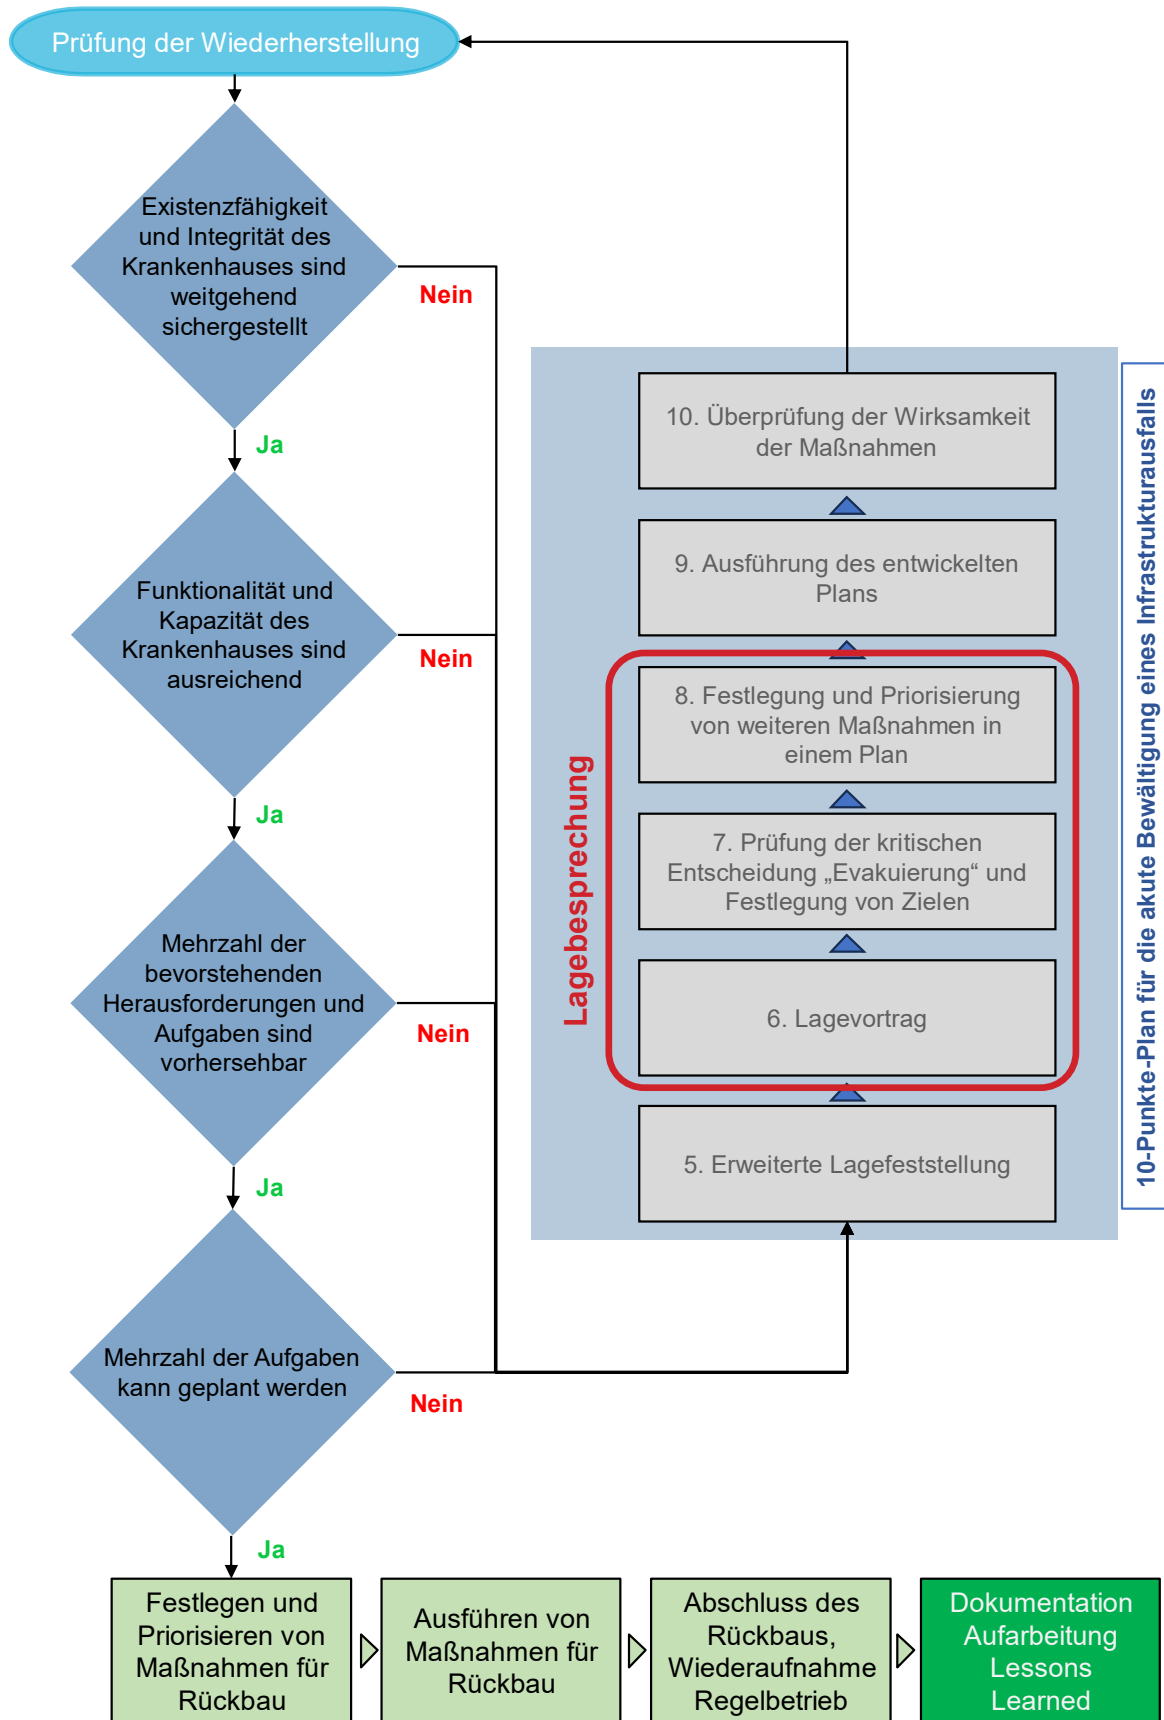 Prüfung der Wiederherstellung
Existenzfähigkeit
und Integrität des
Krankenhauses sind
weitgehend
sichergestellt
Nein
Ja
Funktionalität und
Kapazität des
Krankenhauses sind
ausreichend
Nein
Ja
Mehrzahl der
bevorstehenden
Herausforderungen und
Aufgaben sind
vorhersehbar
Nein
Ja
Mehrzahl der Aufgaben
kann geplant werden
Nein
Ja
10. Überprüfung der Wirksamkeit
der Maßnahmen
9. Ausführung des entwickelten
Plans
8. Festlegung und Priorisierung
von weiteren Maßnahmen in
einem Plan
7. Prüfung der kritischen
Entscheidung „Evakuierung“ und
Festlegung von Zielen
6. Lagevortrag
5. Erweiterte Lagefeststellung
Lagebesprechung
10-Punkte-Plan für die akute Bewältigung eines Infrastrukturausfalls
Festlegen und
Priorisieren von
Maßnahmen für
Rückbau
Ausführen von
Maßnahmen für
Rückbau
Abschluss des
Rückbaus,
Wiederaufnahme
Regelbetrieb
Dokumentation
Aufarbeitung
Lessons
Learned